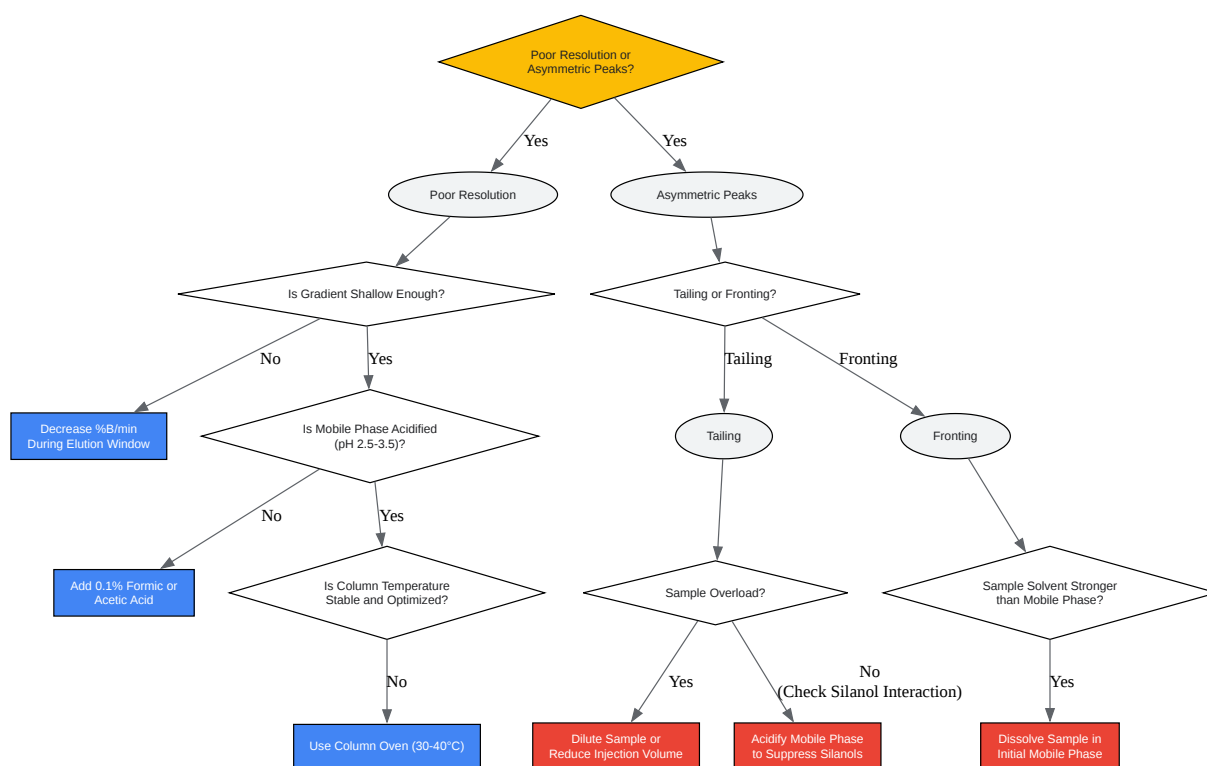 Poor Resolution or
Asymmetric Peaks?
Yes
Yes
Poor Resolution
Asymmetric Peaks
Is Gradient Shallow Enough?
Tailing or Fronting?
No
Yes
Tailing
Fronting
Decrease %B/min
During Elution Window
Is Mobile Phase Acidified
(pH 2.5-3.5)?
Tailing
Fronting
No
Yes
Add 0.1% Formic or
Acetic Acid
Is Column Temperature
Stable and Optimized?
Sample Overload?
Sample Solvent Stronger
than Mobile Phase?
No
Yes
No
(Check Silanol Interaction)
Yes
Use Column Oven (30-40°C)
Dilute Sample or
Reduce Injection Volume
Acidify Mobile Phase
to Suppress Silanols
Dissolve Sample in
Initial Mobile Phase